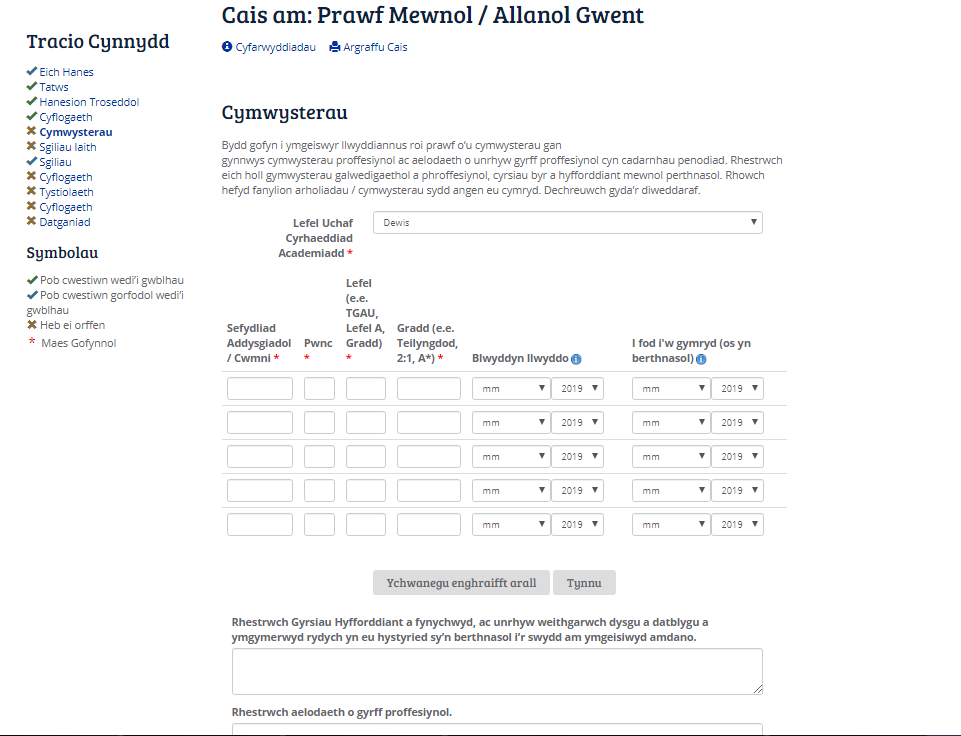 Cais am: Prawf Mewnol / Allanol Gwent
Cyfarwyddiadau Argraffu Cais
Tracio Cynnydd
Eich Hanes
Tatws
Hanesion Troseddol
Cyflogaeth
Cymwysterau
Sgiliau Iaith
Sgiliau
Cyflogaeth
Tystiolaeth
Cyflogaeth
Datganiad
Symbolau
Pob cwestiwn wedi'i gwblhau
Pob cwestiwn gorfodol wedi'i
gwblhau
Heb ei orffen
* Maes Gofynnol
Cymwysterau
Bydd gofyn i ymgeiswyr llwyddiannus roi prawf o'u cymwysterau gan
gynnwys cymwysterau proffesiynol ac aelodaeth o unrhyw gyrff proffesiynol cyn cadarnhau penodiad. Rhestrwch
eich holl gymwysterau galwedigaethol a phroffesiynol, cyrsiau byr a hyfforddiant mewnol perthnasol. Rhowch
hefyd fanylion arholiadau / cymwysterau sydd angen eu cymryd. Dechreuwch gyda'r diweddaraf.
Lefel Uchaf
Cyrhaeddiad
Academiadd *
Dewis
Sefydliad
Addysgiadol
/ Cwmni *
Pwnc
*
Lefel
(e.e.
TGAU,
Lefel A,
Gradd)
*
Gradd (e.e.
Teilyngdod,
2:1, A*) *
Blwyddyn llwyddo
I fod i'w gymryd (os yn
berthnasol)
mm 2019 mm 2019
mm 2019 mm 2019
mm 2019 mm 2019
mm 2019 mm 2019
mm 2019 mm 2019
Ychwanegu enghraifft arall Tynnu
Rhestrwch Gyrsiau Hyfforddiant a fynychwyd, ac unrhyw weithgarwch dysgu a datblygu a
ymgymerwyd rydych yn eu hystyried sy'n berthnasol i'r swydd am ymgeisiwyd amdano.
Rhestrwch aelodaeth o gyrff proffesiynol.